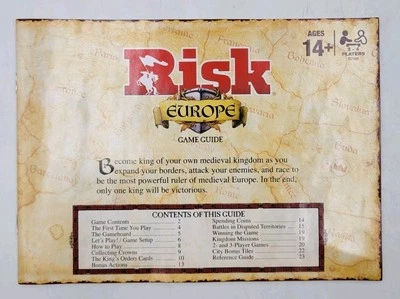 AGES
14+
2 - 4
PLAYERS
Risk
EUROPE
GAME GUIDE
Become king of your own medieval kingdom as you
expand your borders, attack your enemies, and race to
be the most powerful ruler of medieval Europe. In the end,
only one king will be victorious.
CONTENTS OF THIS GUIDE
Game Contents 2
The First Time You Play 4
The Gameboard 5
Let's Play! / Game Setup 6
How to Play 8
Collecting Crowns 9
The King's Orders Cards 10
Bonus Actions 13
Spending Coins 14
Battles in Disputed Territories 15
Winning the Game 19
Kingdom Missions 19
2- and 3-Player Games 20
City Bonus Tiles 22
Reference Guide 23